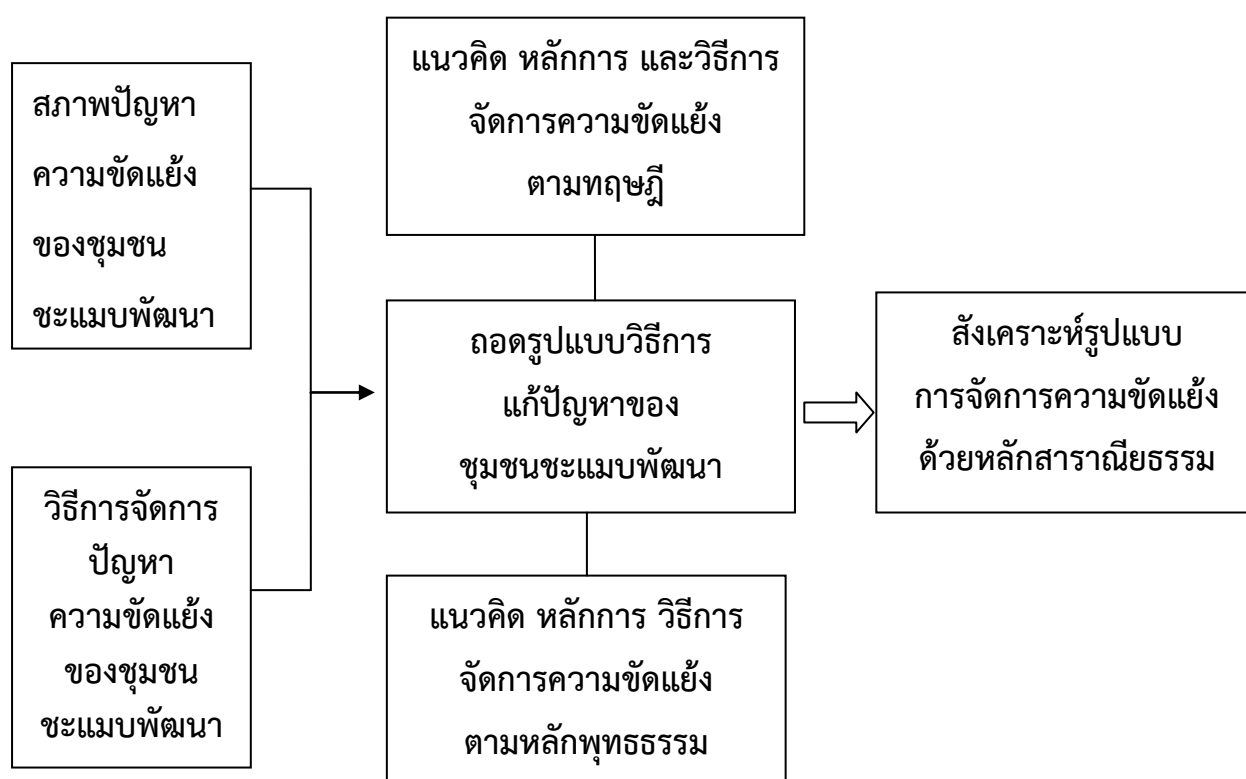 สภาพปัญหา
ความขัดแย้ง
ของชุมชน
ชะแมบพัฒนา
วิธีการจัดการ
ปัญหา
ความขัดแย้ง
ของชุมชน
ชะแมบพัฒนา
แนวคิด หลักการ และวิธีการ
จัดการความขัดแย้ง
ตามทฤษฎี
ถอดรูปแบบวิธีการ
แก้ปัญหาของ
ชุมชนชะแมบพัฒนา
แนวคิด หลักการ วิธีการ
จัดการความขัดแย้ง
ตามหลักพุทธธรรม
สังเคราะห์รูปแบบ
การจัดการความขัดแย้ง
ด้วยหลักสาราณียธรรม